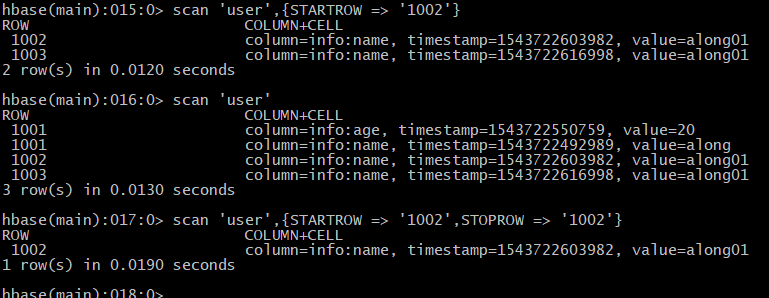 hbase(main):015:0> scan 'user',{STARTROW => '1002'}
ROW                            COLUMN+CELL
 1002                          column=info:name, timestamp=1543722603982, value=along01
 1003                          column=info:name, timestamp=1543722616998, value=along01
2 row(s) in 0.0120 seconds

hbase(main):016:0> scan 'user'
ROW                            COLUMN+CELL
 1001                          column=info:age, timestamp=1543722550759, value=20
 1001                          column=info:name, timestamp=1543722492989, value=along
 1002                          column=info:name, timestamp=1543722603982, value=along01
 1003                          column=info:name, timestamp=1543722616998, value=along01
3 row(s) in 0.0130 seconds

hbase(main):017:0> scan 'user',{STARTROW => '1002',STOPROW => '1002'}
ROW                            COLUMN+CELL
 1002                          column=info:name, timestamp=1543722603982, value=along01
1 row(s) in 0.0190 seconds

hbase(main):018:0>